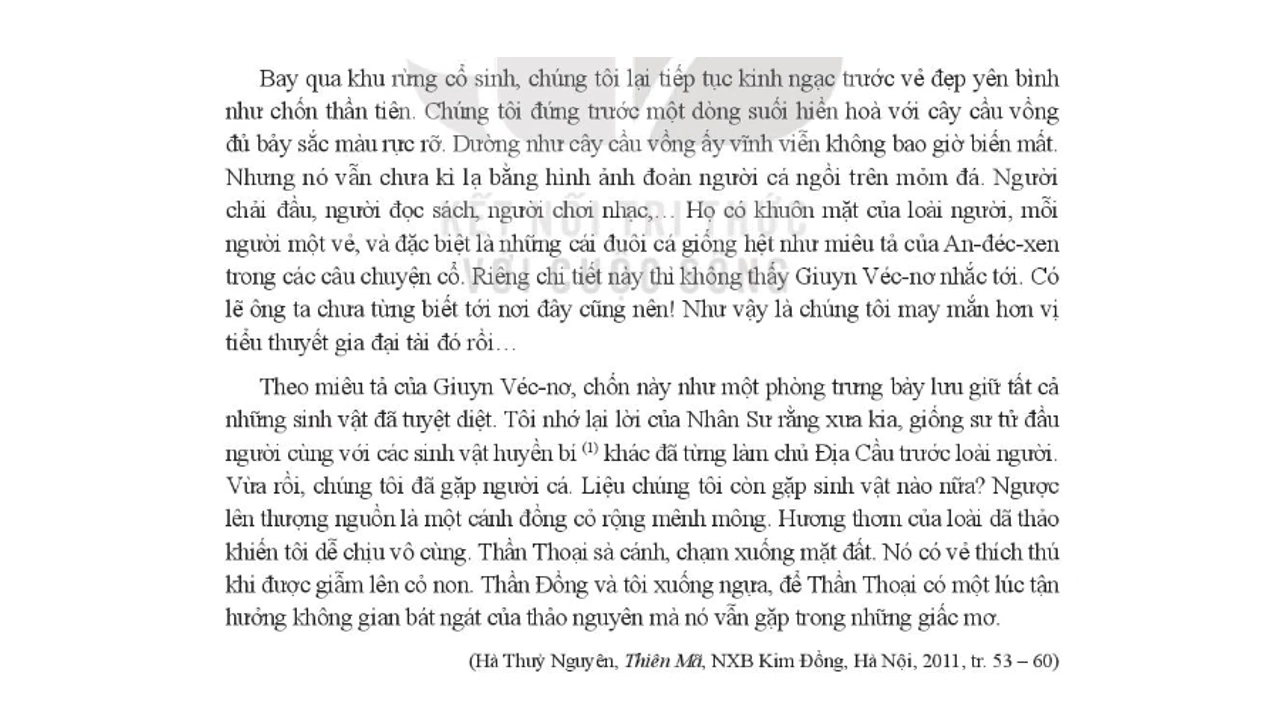 Bay qua khu rừng cổ sinh, chúng tôi lại tiếp tục kinh ngạc trước vẻ đẹp yên bình
như chốn thần tiên. Chúng tôi đứng trước một dòng suối hiền hoà với cây cầu vồng
đủ bảy sắc màu rực rỡ. Dường như cây cầu vồng ấy vĩnh viễn không bao giờ biến mất.
Nhưng nó vẫn chưa kì lạ bằng hình ảnh đoàn người cá ngồi trên mỏm đá. Người
chải đầu, người đọc sách, người chơi nhạc,… Họ có khuôn mặt của loài người, mỗi
người một vẻ, và đặc biệt là những cái đuôi cá giống hệt như miêu tả của An-đéc-xen
trong các câu chuyện cổ. Riêng chi tiết này thì không thấy Giuyn Véc-nơ nhắc tới. Có
lẽ ông ta chưa từng biết tới nơi đây cũng nên! Như vậy là chúng tôi may mắn hơn vị
tiểu thuyết gia đại tài đó rồi…
Theo miêu tả của Giuyn Véc-nơ, chốn này như một phòng trưng bày lưu giữ tất cả
những sinh vật đã tuyệt diệt. Tôi nhớ lại lời của Nhân Sư rằng xưa kia, giống sư tử đầu
người cùng với các sinh vật huyền bí (1) khác đã từng làm chủ Địa Cầu trước loài người.
Vừa rồi, chúng tôi đã gặp người cá. Liệu chúng tôi còn gặp sinh vật nào nữa? Ngược
lên thượng nguồn là một cánh đồng cỏ rộng mênh mông. Hương thơm của loài dã thảo
khiến tôi dễ chịu vô cùng. Thần Thoại sà cánh, chạm xuống mặt đất. Nó có vẻ thích thú
khi được giẫm lên cỏ non. Thần Đồng và tôi xuống ngựa, để Thần Thoại có một lúc tận
hưởng không gian bát ngát của thảo nguyên mà nó vẫn gặp trong những giấc mơ.
(Hà Thuỷ Nguyên, Thiên Mã, NXB Kim Đồng, Hà Nội, 2011, tr. 53 – 60)
KẾT NỐI TRI THỨC
VỚI CUỘC SỐNG